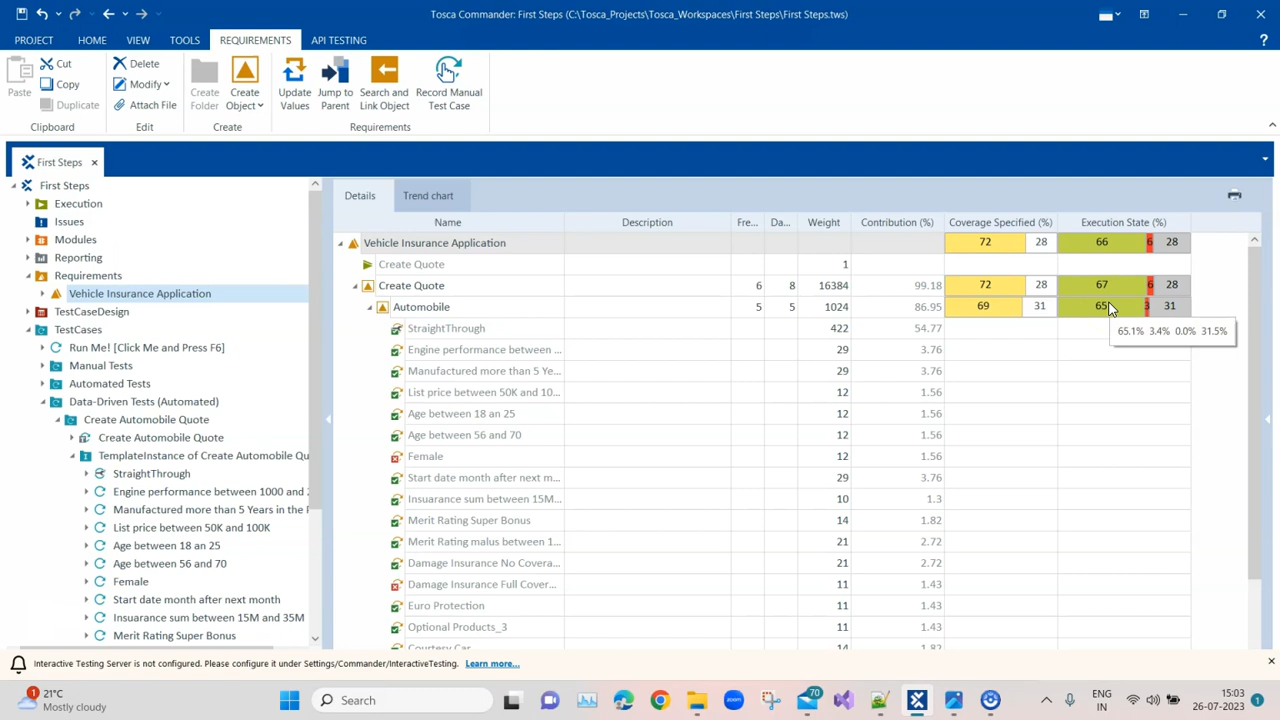 Tosca Commander: First Steps (C:\Tosca_Projects\Tosca_Workspaces\First Steps\First Steps.tws)
PROJECT HOME VIEW TOOLS REQUIREMENTS API TESTING
Paste Cut Copy Duplicate
Clipboard
Delete Modify Attach File
Edit
Create Folder Create Object
Create
Update Values Jump to Parent Search and Link Object Record Manual Test Case
Requirements
First Steps
First Steps
Execution
Issues
Modules
Reporting
Requirements
Vehicle Insurance Application
TestCaseDesign
TestCases
Run Me! [Click Me and Press F6]
Manual Tests
Automated Tests
Data-Driven Tests (Automated)
Create Automobile Quote
Create Automobile Quote
TemplateInstance of Create Automobile Qu
StraightThrough
Engine performance between 1000 and 2
Manufactured more than 5 Years in the P
List price between 50K and 100K
Age between 18 an 25
Age between 56 and 70
Female
Start date month after next month
Insuarance sum between 15M and 35M
Merit Rating Super Bonus
Details Trend chart
Name Description Fre... Da... Weight Contribution (%) Coverage Specified (%) Execution State (%)
Vehicle Insurance Application 72 28 66 6 28
Create Quote 1
Create Quote 6 8 16384 99.18 72 28 67 6 28
Automobile 5 5 1024 86.95 69 31 65 3 31
65.1% 3.4% 0.0% 31.5%
StraightThrough 422 54.77
Engine performance between ... 29 3.76
Manufactured more than 5 Ye... 29 3.76
List price between 50K and 10... 12 1.56
Age between 18 an 25 12 1.56
Age between 56 and 70 12 1.56
Female 12 1.56
Start date month after next m... 29 3.76
Insuarance sum between 15M... 10 1.3
Merit Rating Super Bonus 14 1.82
Merit Rating malus between 1... 21 2.72
Damage Insurance No Covera... 21 2.72
Damage Insurance Full Cover... 11 1.43
Euro Protection 11 1.43
Optional Products_3 11 1.43
Courtesy Car 14 1.82
Interactive Testing Server is not configured. Please configure it under Settings/Commander/InteractiveTesting. Learn more...
1 21°C
Mostly cloudy
Search
70
ENG
IN
15:03
26-07-2023
1